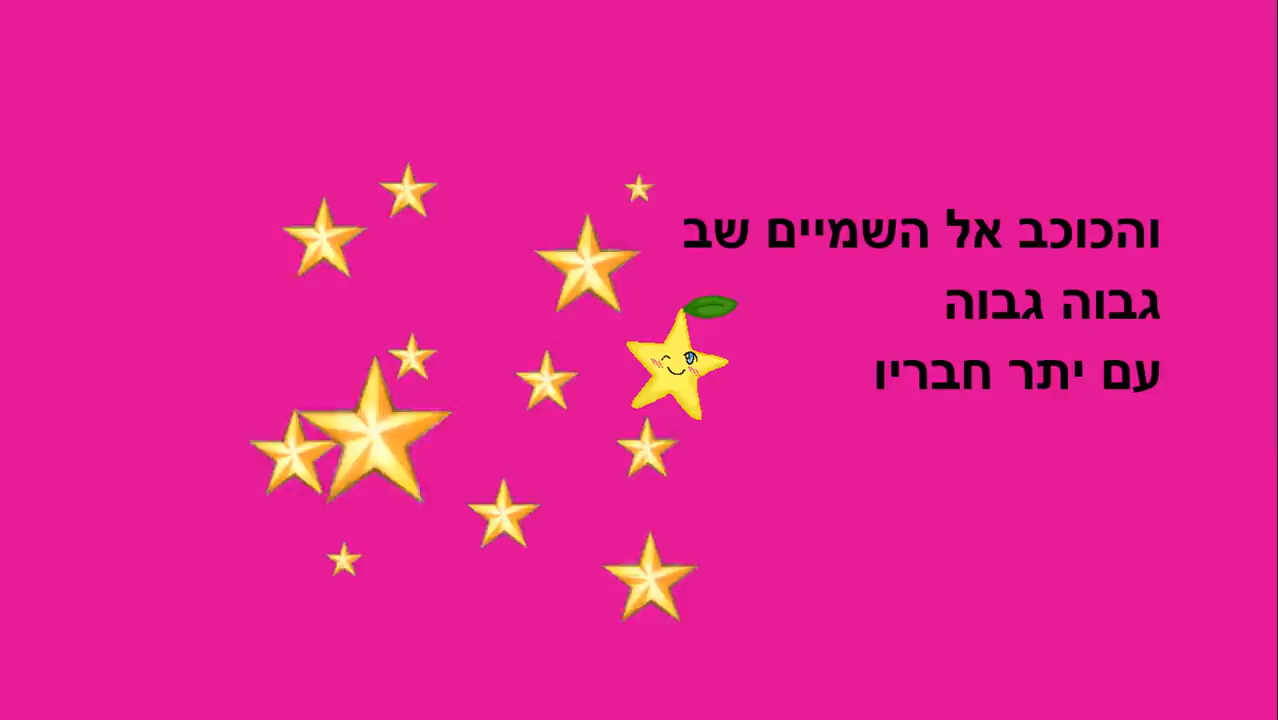 והכוכב אל השמיים שב
גבוה גבוה
עם יתר חבריו